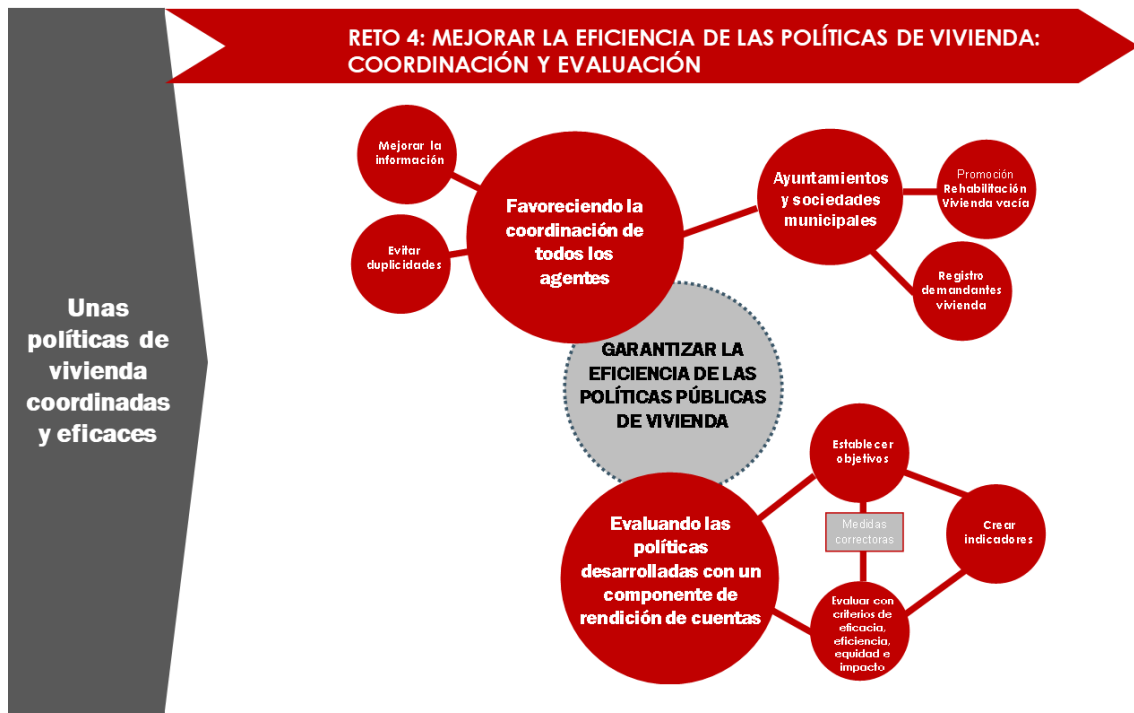 RETO 4: MEJORAR LA EFICIENCIA DE LAS POLÍTICAS DE VIVIENDA:
COORDINACIÓN Y EVALUACIÓN
Unas
políticas de
vivienda
coordinadas
y eficaces
Mejorar la
información
Evitar
duplicidades
Favoreciendo la
coordinación de
todos los
agentes
Ayuntamientos
y sociedades
municipales
Promoción
Rehabilitación
Vivienda vacía
Registro
demandantes
vivienda
GARANTIZAR LA
EFICIENCIA DE LAS
POLÍTICAS PÚBLICAS
DE VIVIENDA
Evaluando las
políticas
desarrolladas con un
componente de
rendición de cuentas
Establecer
objetivos
Medidas
correctoras
Crear
indicadores
Evaluar con
criterios de
eficacia,
eficiencia,
equidad e
impacto